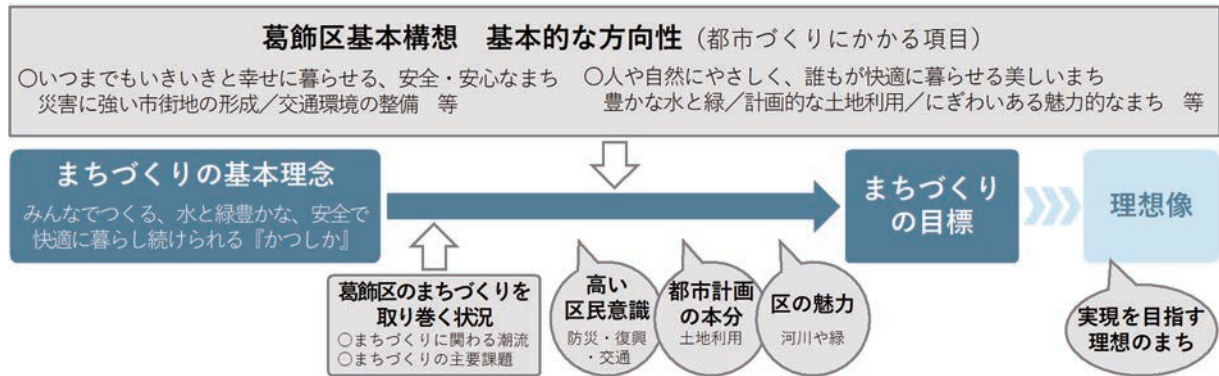 葛飾区基本構想　基本的な方向性（都市づくりにかかる項目）
○いつまでもいきいきと幸せに暮らせる、安全・安心なまち
災害に強い市街地の形成／交通環境の整備　等
○人や自然にやさしく、誰もが快適に暮らせる美しいまち
豊かな水と緑／計画的な土地利用／にぎわいある魅力的なまち　等
まちづくりの基本理念
みんなでつくる、水と緑豊かな、安全で
快適に暮らし続けられる『かつしか』
まちづくり
の目標
理想像
葛飾区のまちづくりを
取り巻く状況
○まちづくりに関わる潮流
○まちづくりの主要課題
高い
区民意識
防災・復興
・交通
都市計画
の本分
土地利用
区の魅力
河川や緑
実現を目指す
理想のまち